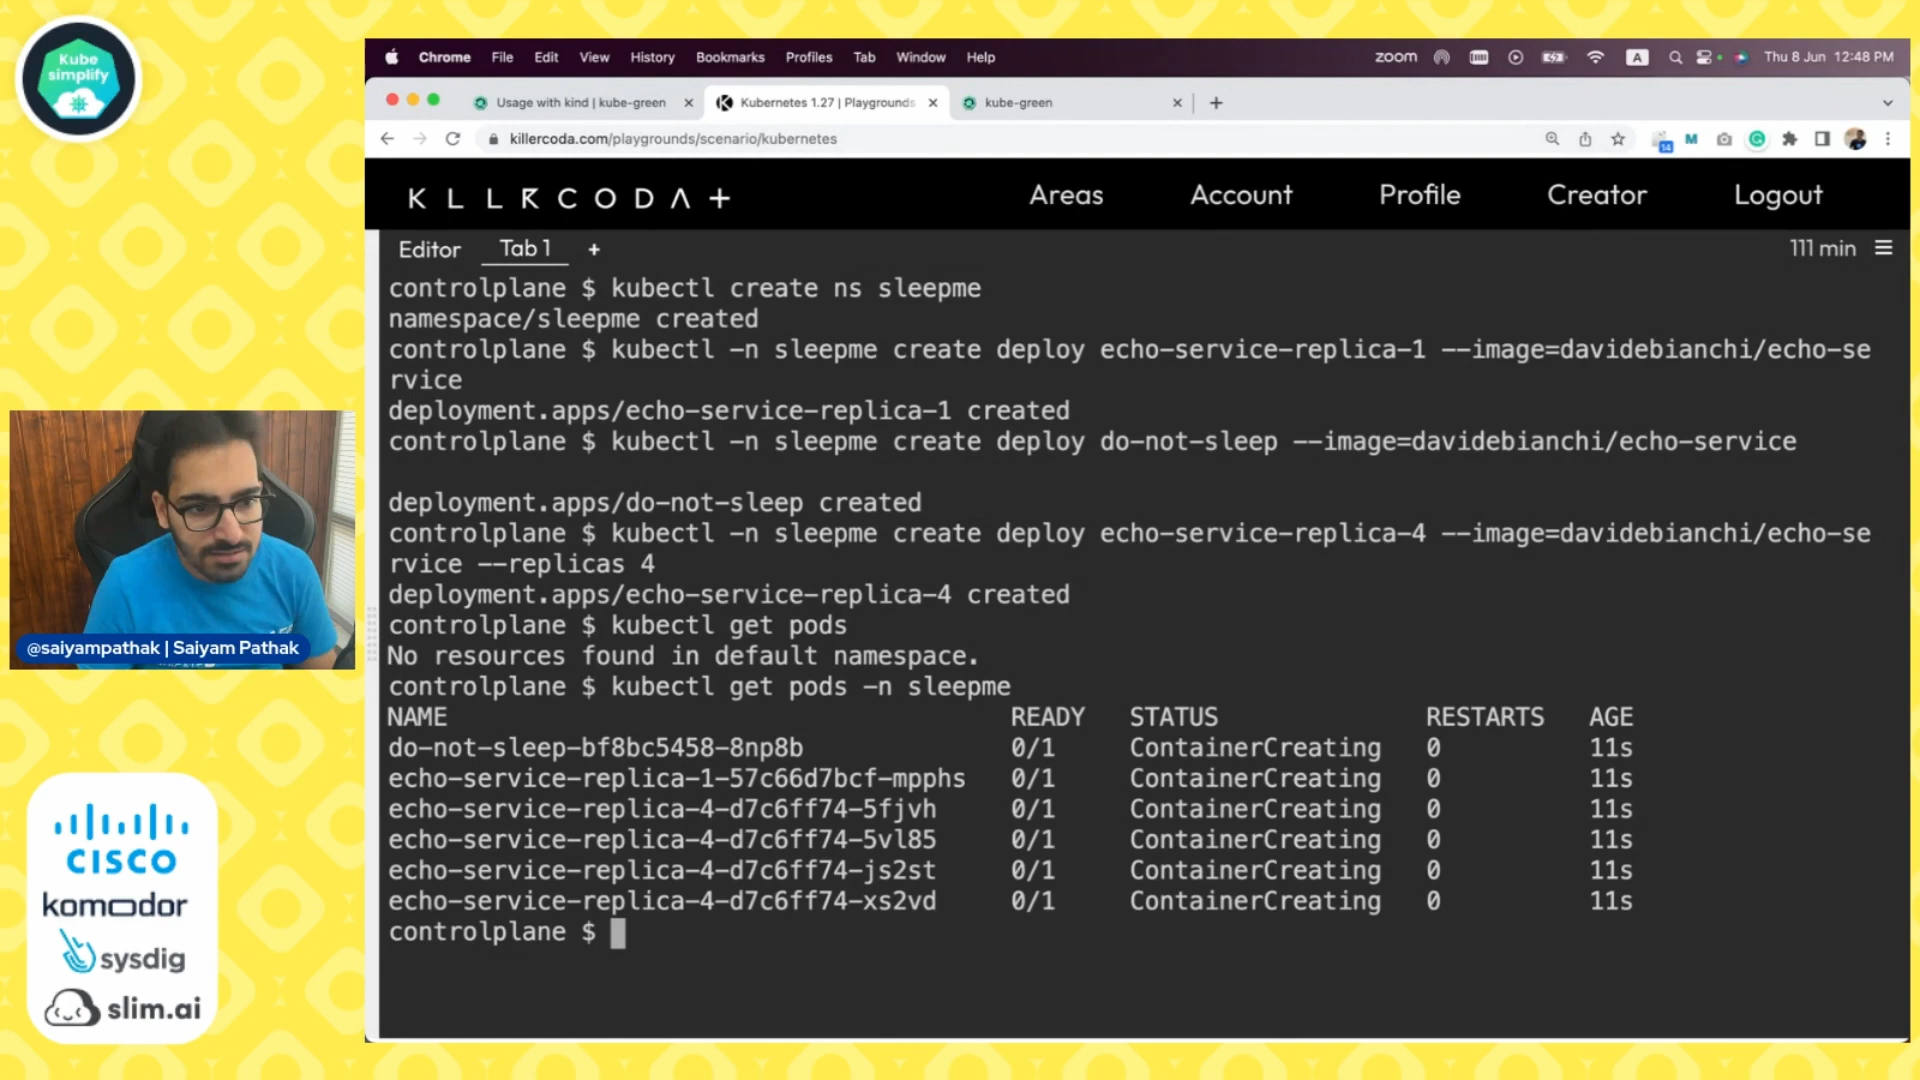 Kube
simplify
Chrome File Edit View History Bookmarks Profiles Tab Window Help
zoom A Thu 8 Jun 12:48 PM
Usage with kind | kube-green
Kubernetes 1.27 | Playgrounds
kube-green
killercoda.com/playgrounds/scenario/kubernetes
14 M
Areas Account Profile Creator Logout
Editor Tab 1 +
111 min
controlplane $ kubectl create ns sleepme
namespace/sleepme created
controlplane $ kubectl -n sleepme create deploy echo-service-replica-1 --image=davidebianchi/echo-se
rvice
deployment.apps/echo-service-replica-1 created
controlplane $ kubectl -n sleepme create deploy do-not-sleep --image=davidebianchi/echo-service
deployment.apps/do-not-sleep created
controlplane $ kubectl -n sleepme create deploy echo-service-replica-4 --image=davidebianchi/echo-se
rvice --replicas 4
deployment.apps/echo-service-replica-4 created
controlplane $ kubectl get pods
No resources found in default namespace.
controlplane $ kubectl get pods -n sleepme
NAME READY STATUS RESTARTS AGE
do-not-sleep-bf8bc5458-8np8b 0/1 ContainerCreating 0 11s
echo-service-replica-1-57c66d7bcf-mpphs 0/1 ContainerCreating 0 11s
echo-service-replica-4-d7c6ff74-5fjvh 0/1 ContainerCreating 0 11s
echo-service-replica-4-d7c6ff74-5vl85 0/1 ContainerCreating 0 11s
echo-service-replica-4-d7c6ff74-js2st 0/1 ContainerCreating 0 11s
echo-service-replica-4-d7c6ff74-xs2vd 0/1 ContainerCreating 0 11s
controlplane $
@saiyampathak | Saiyam Pathak
CISCO
komodor
sysdig
slim.ai